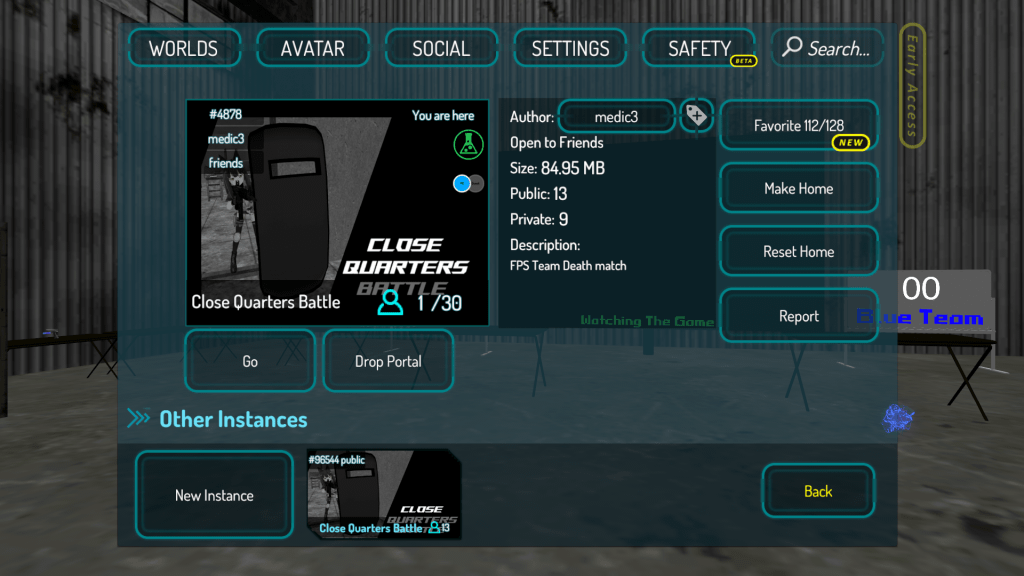 WORLDS
AVATAR
SOCIAL
SETTINGS
SAFETY
BETA
Search...
Early Access
#4878
You are here
medic3
friends
CLOSE
QUARTERS
BATTLE
Close Quarters Battle
1 /30
Author: medic3
Open to Friends
Size: 84.95 MB
Public: 13
Private: 9
Description:
FPS Team Death match
Watching The Game
Favorite 112/128
NEW
Make Home
Reset Home
Report
00
Blue Team
Go
Drop Portal
Other Instances
New Instance
#96544 public
CLOSE
QUARTERS
Close Quarters Battle 13
Back